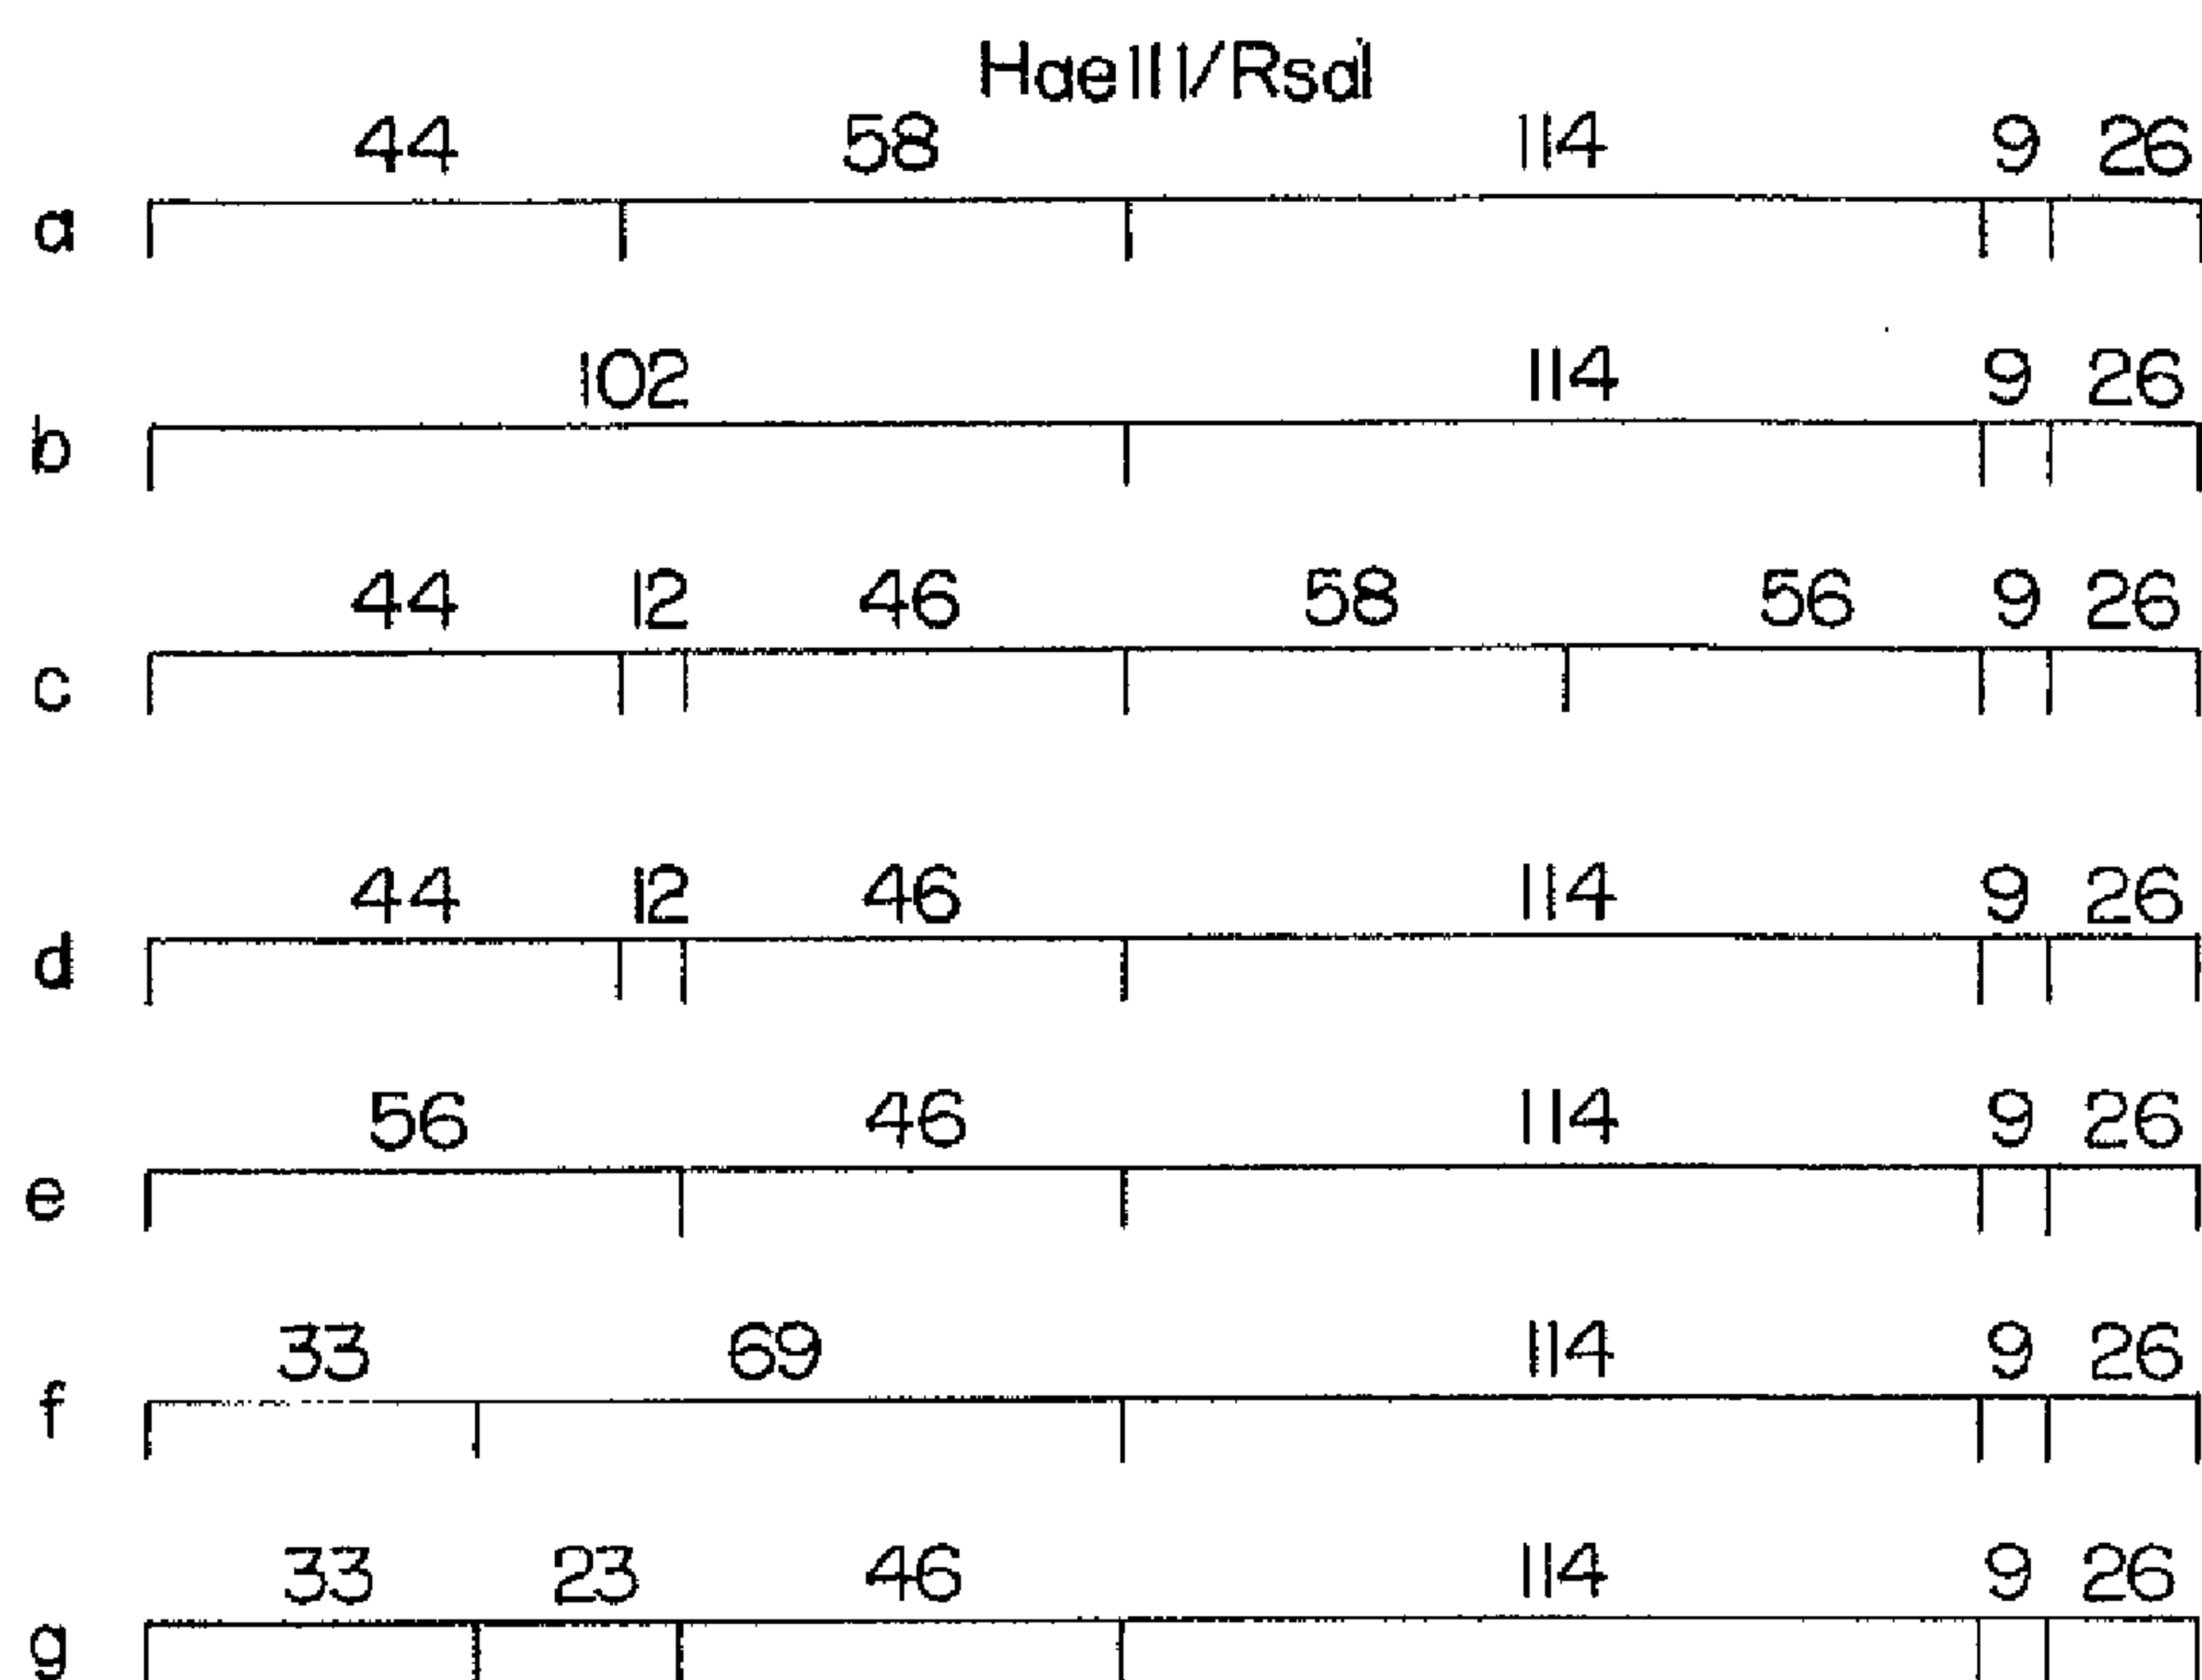 HaeIII/RsaI
44 58 114 9 26
a
102 114 9 26
b
44 12 46 58 56 9 26
c
44 12 46 114 9 26
d
56 46 114 9 26
e
33 69 114 9 26
f
33 23 46 114 9 26
g